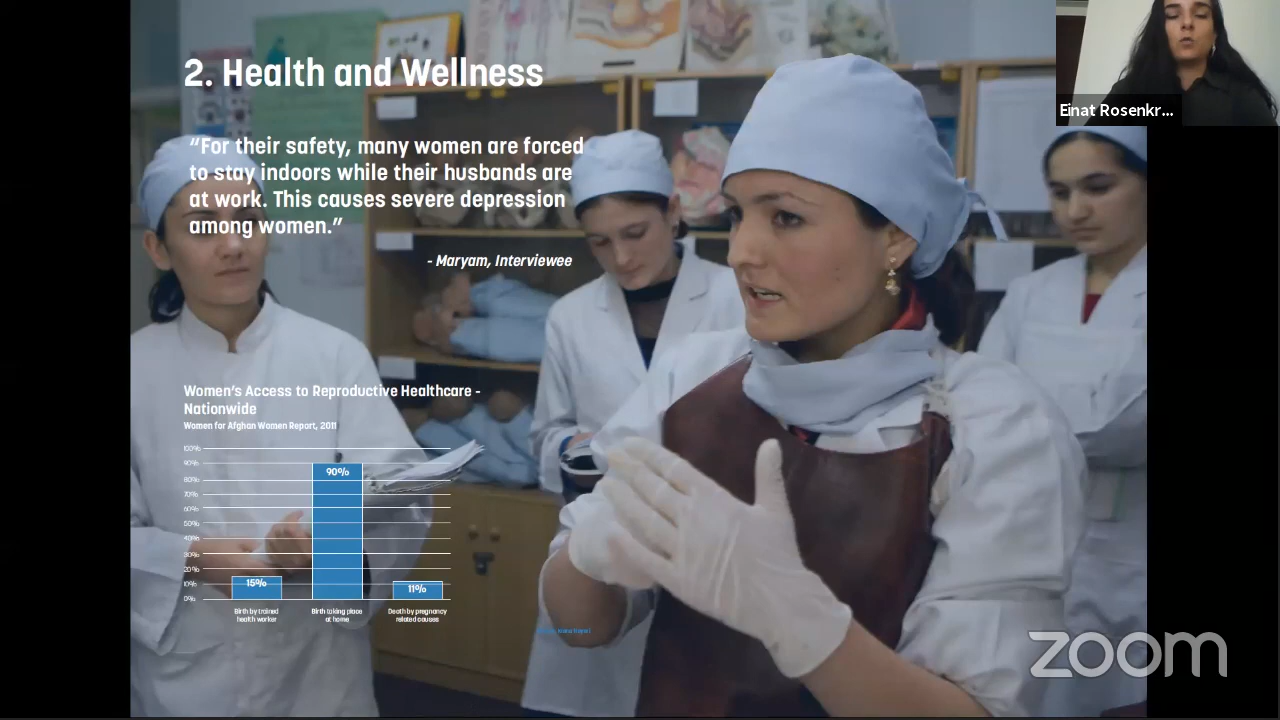 2. Health and Wellness
Einat Rosenkr...
"For their safety, many women are forced
to stay indoors while their husbands are
at work. This causes severe depression
among women."
- Maryam, Interviewee
Women's Access to Reproductive Healthcare -
Nationwide
Women for Afghan Women Report, 2011
100%
90%
80%
70%
60%
50%
40%
30%
20%
10%
0%
15%
90%
11%
Birth by trained
health worker
Birth taking place
at home
Death by pregnancy
related causes
zoom